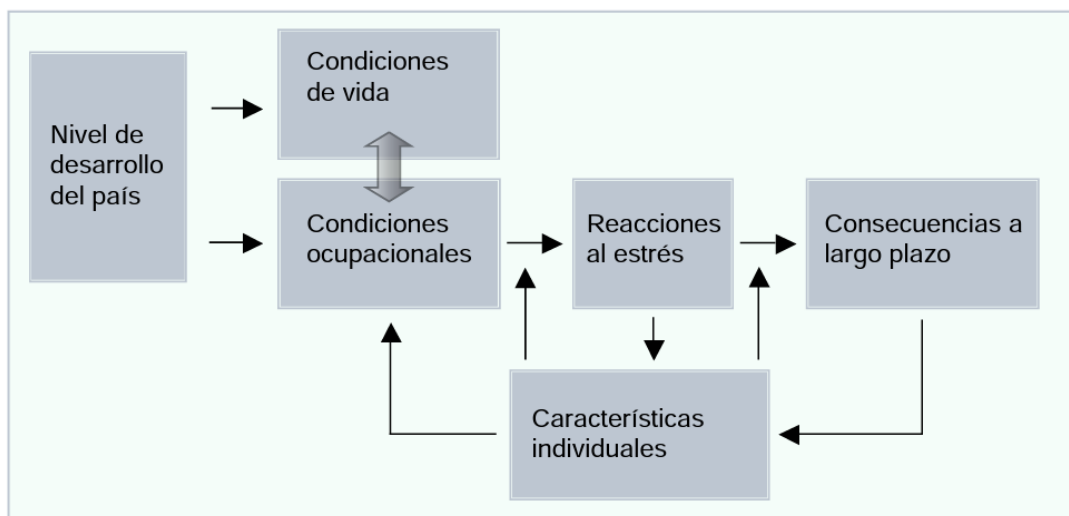 Nivel de
desarrollo
del país
Condiciones
de vida
Condiciones
ocupacionales
Reacciones
al estrés
Consecuencias a
largo plazo
Características
individuales